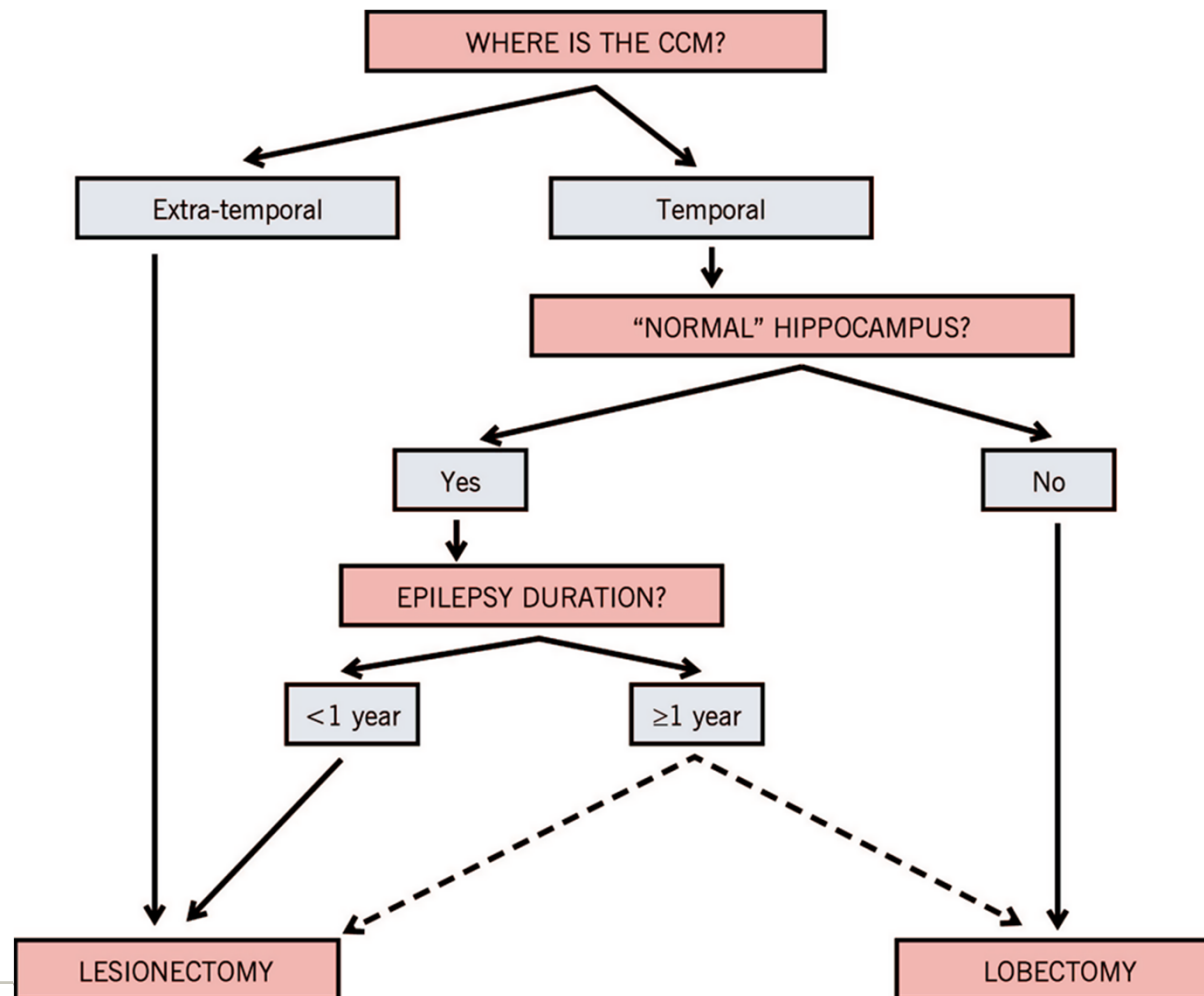 WHERE IS THE CCM?
Extra-temporal
Temporal
“NORMAL” HIPPOCAMPUS?
Yes
No
EPILEPSY DURATION?
<1 year
≥1 year
LESIONECTOMY
LOBECTOMY